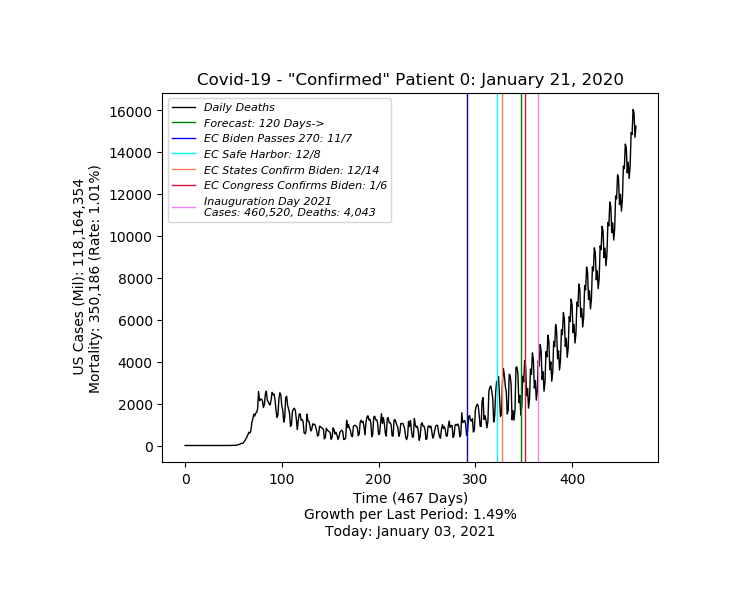 Covid-19 - "Confirmed" Patient 0: January 21, 2020
Daily Deaths
Forecast: 120 Days->
EC Biden Passes 270: 11/7
EC Safe Harbor: 12/8
EC States Confirm Biden: 12/14
EC Congress Confirms Biden: 1/6
Inauguration Day 2021
Cases: 460,520, Deaths: 4,043
US Cases (Mil): 118,164,354
Mortality: 350,186 (Rate: 1.01%)
16000
14000
12000
10000
8000
6000
4000
2000
0
0 100 200 300 400
Time (467 Days)
Growth per Last Period: 1.49%
Today: January 03, 2021